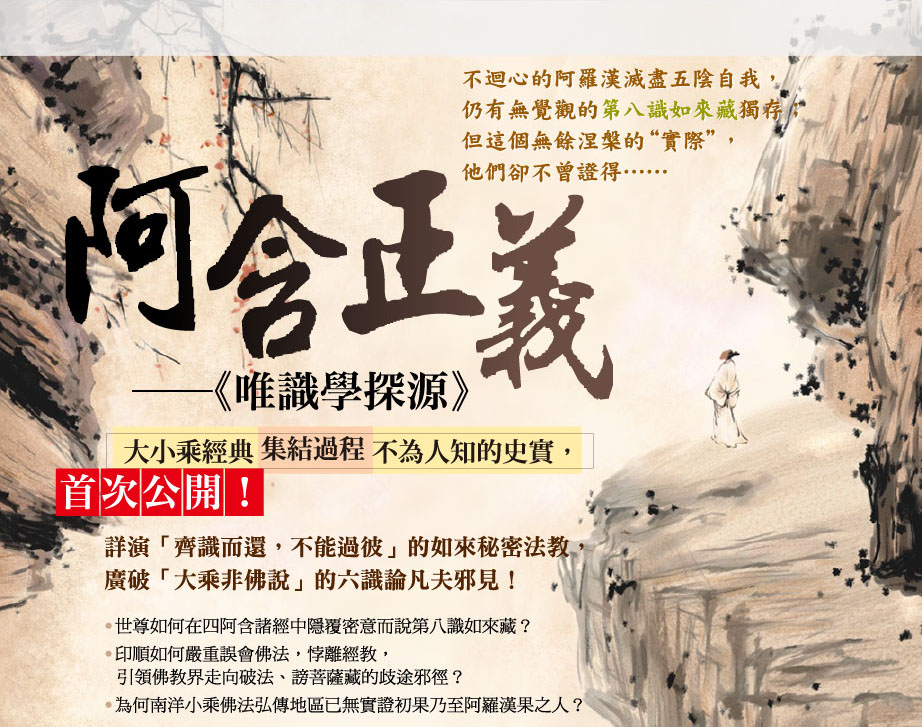 不迴心的阿羅漢滅盡五陰自我，
仍有無覺觀的第八識如來藏獨存；
但這個無餘涅槃的“實際”，
他們卻不曾證得⋯⋯
阿含正義
——《唯識學探源》
大小乘經典集結過程不為人知的史實，
首次公開！
詳演「齊識而還，不能過彼」的如來秘密法教，
廣破「大乘非佛說」的六識論凡夫邪見！
•世尊如何在四阿含諸經中隱覆密意而說第八識如來藏？
•印順如何嚴重誤會佛法，悖離經教，
引領佛教界走向破法、謗菩薩藏的歧途邪徑？
•為何南洋小乘佛法弘傳地區已無實證初果乃至阿羅漢果之人？